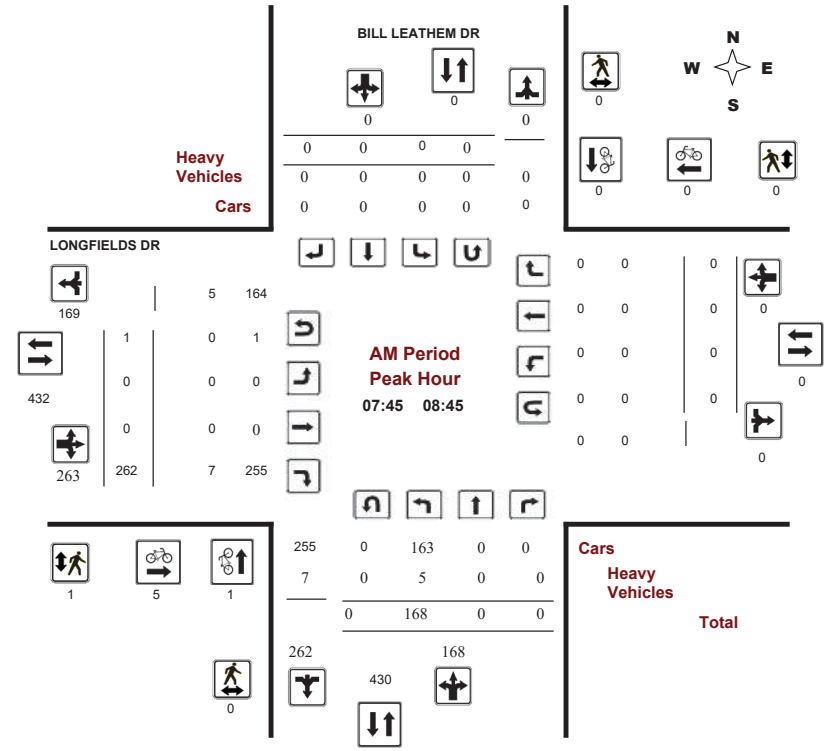 BILL LEATHEM DR
N
W E
S
0
0
0
0
0 0 0 0
Heavy
Vehicles
0 0 0 0 0
Cars
0 0 0 0 0
0 0 0
LONGFIELDS DR
169
5 164
0 0 0
0
1 0 1
0 0 0
432
0 0 0
AM Period
Peak Hour
07:45 08:45
0 0 0
0
0 0 0
0 0 0
0 0
263
262 7 255
0
255 0 163 0 0
Cars
7 0 5 0 0
Heavy
Vehicles
1 5 1
0 168 0 0
Total
262 168
430
0